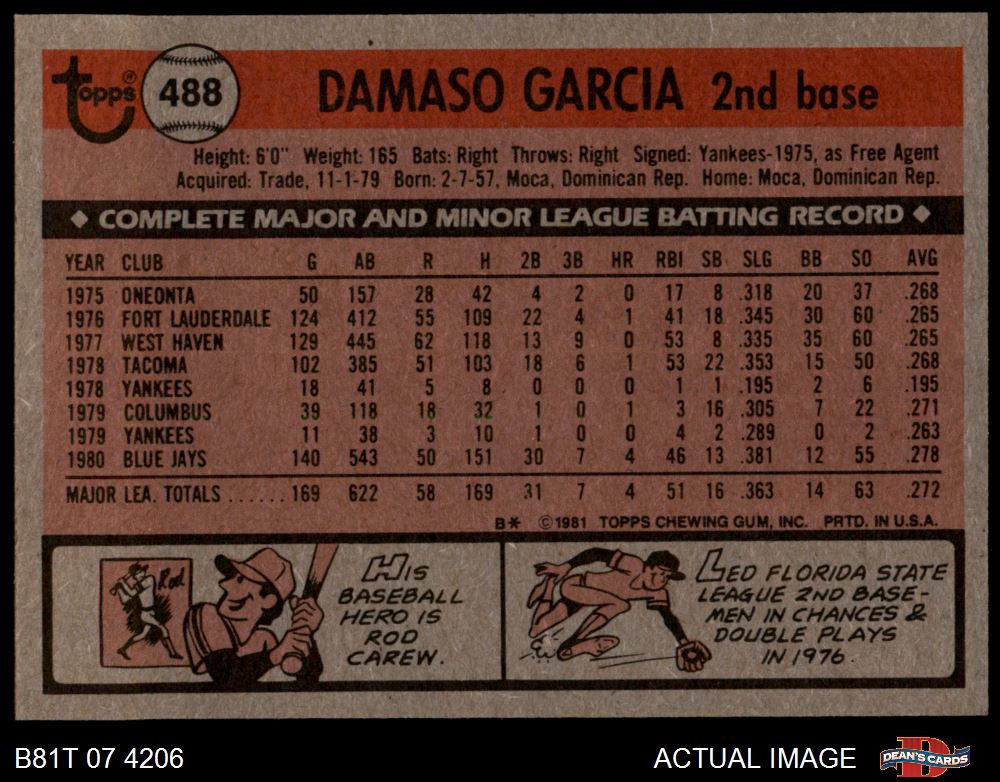 Topps® 488 DAMASO GARCIA 2nd base
Height: 6'0" Weight: 165 Bats: Right Throws: Right Signed: Yankees-1975, as Free Agent
Acquired: Trade, 11-1-79 Born: 2-7-57, Moca, Dominican Rep. Home: Moca, Dominican Rep.
◆ COMPLETE MAJOR AND MINOR LEAGUE BATTING RECORD ◆
YEAR CLUB G AB R H 2B 3B HR RBI SB SLG BB SO AVG
1975 ONEONTA 50 157 28 42 4 2 0 17 8 .318 20 37 .268
1976 FORT LAUDERDALE 124 412 55 109 22 4 1 41 18 .345 30 60 .265
1977 WEST HAVEN 129 445 62 118 13 9 0 53 8 .335 35 60 .265
1978 TACOMA 102 385 51 103 18 6 1 53 22 .353 15 50 .268
1978 YANKEES 18 41 5 8 0 0 0 1 1 .195 2 6 .195
1979 COLUMBUS 39 118 18 32 1 0 1 3 16 .305 7 22 .271
1979 YANKEES 11 38 3 10 1 0 0 4 2 .289 0 2 .263
1980 BLUE JAYS 140 543 50 151 30 7 4 46 13 .381 12 55 .278
MAJOR LEA. TOTALS ...... 169 622 58 169 31 7 4 51 16 .363 14 63 .272
B* ©1981 TOPPS CHEWING GUM, INC. PRTD. IN U.S.A.
Rod
HIS
BASEBALL
HERO IS
ROD
CAREW.
LED FLORIDA STATE
LEAGUE 2ND BASE-
MEN IN CHANCES &
DOUBLE PLAYS
IN 1976.
B81T 07 4206 ACTUAL IMAGE DEAN'S CARDS